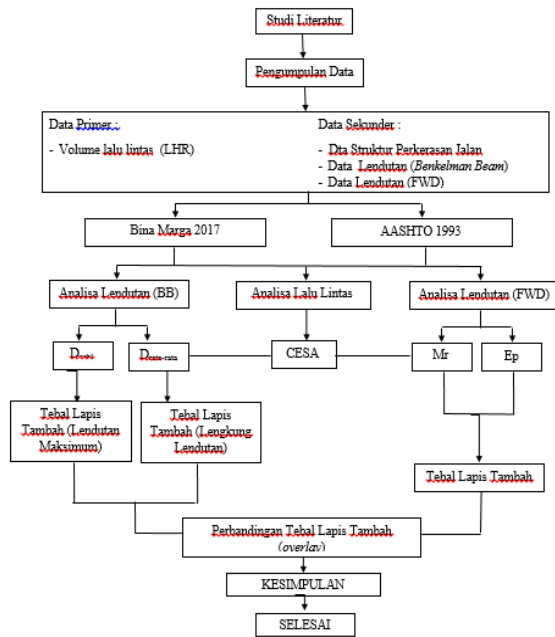 Studi Literatur
Pengumpulan Data
Data Primer :
- Volume lalu lintas (LHR)
Data Sekunder :
- Dta Struktur Perkerasan Jalan
- Data Lendutan (Benkelman Beam)
- Data Lendutan (FWD)
Bina Marga 2017
AASHTO 1993
Analisa Lendutan (BB)
Analisa Lalu Lintas
Analisa Lendutan (FWD)
D
Drata-rata
CESA
Mr
Ep
Tebal Lapis
Tambah (Lendutan
Maksimum)
Tebal Lapis
Tambah (Lengkung
Lendutan)
Tebal Lapis Tambah
Perbandingan Tebal Lapis Tambah
(overlay)
KESIMPULAN
SELESAI